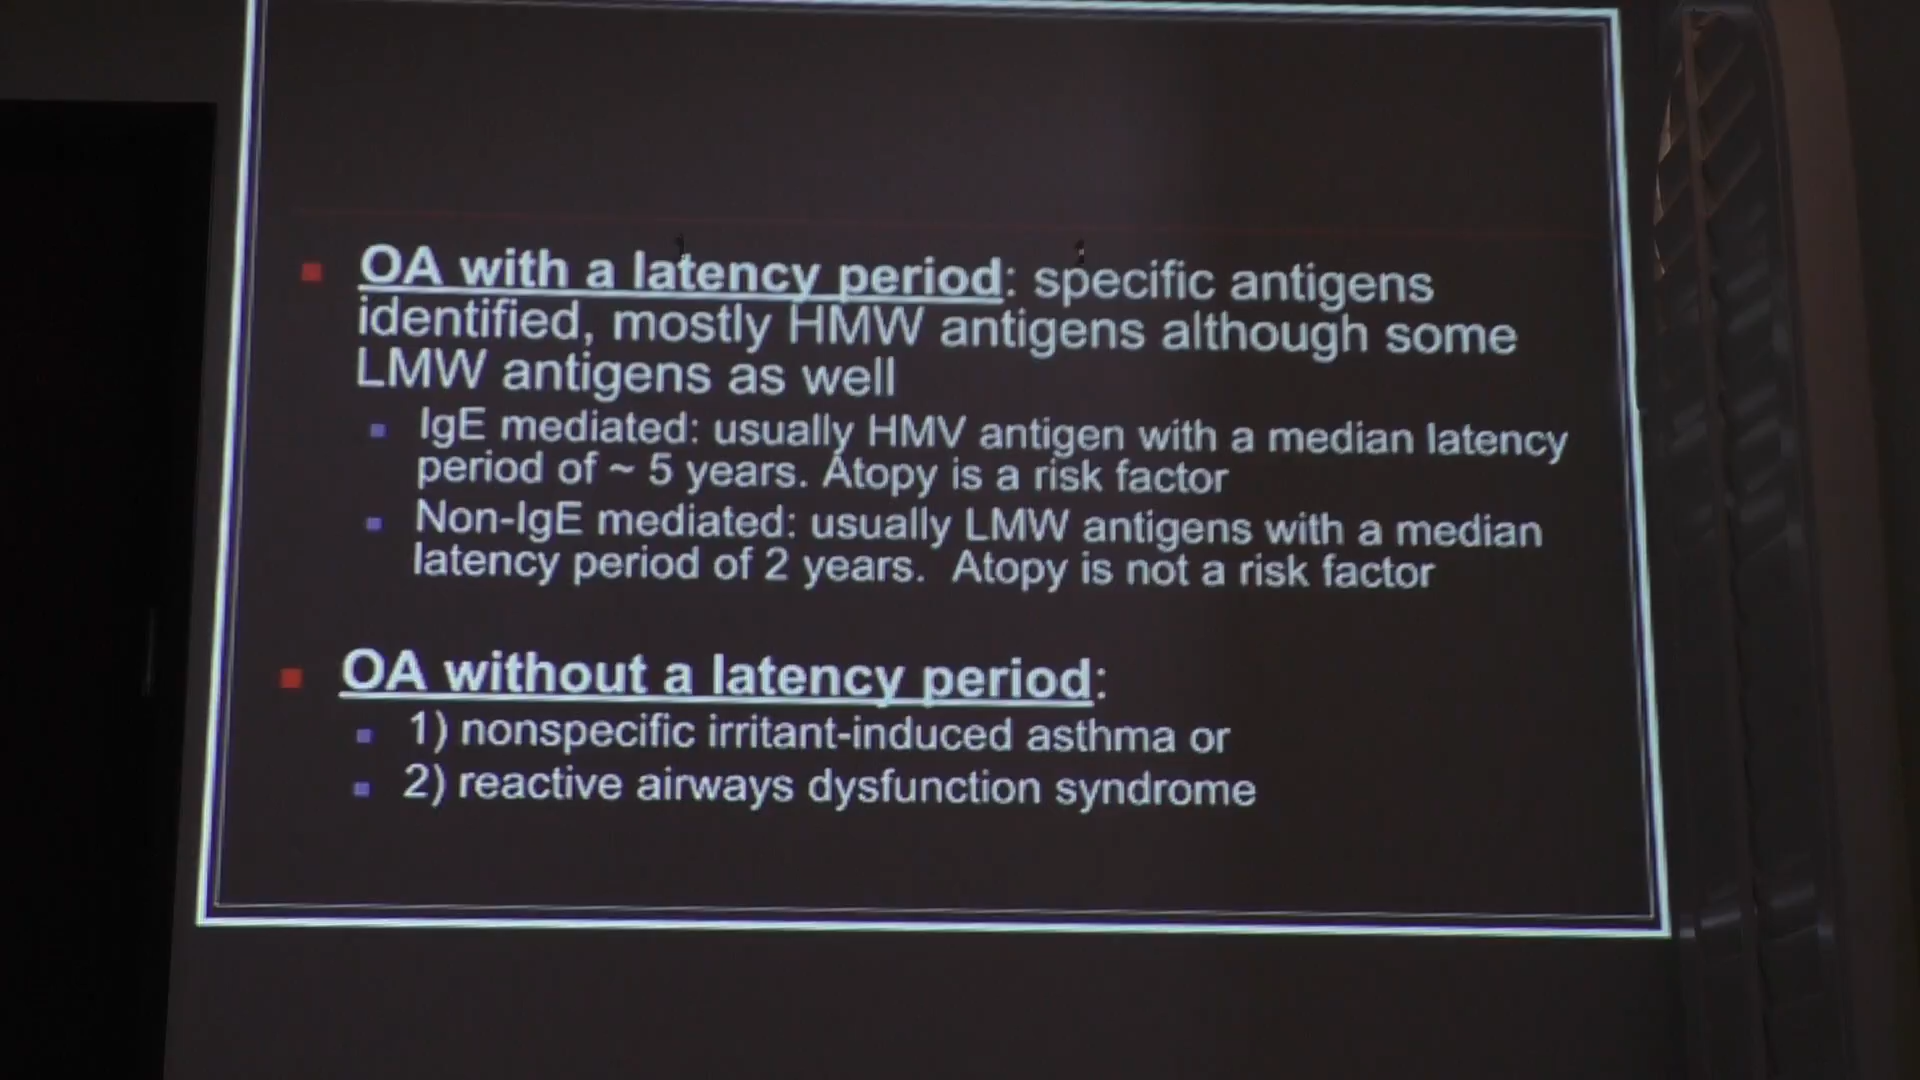 OA with a latency period: specific antigens
identified, mostly HMW antigens although some
LMW antigens as well
IgE mediated: usually HMV antigen with a median latency
period of ~ 5 years. Atopy is a risk factor
Non-IgE mediated: usually LMW antigens with a median
latency period of 2 years. Atopy is not a risk factor
OA without a latency period:
1) nonspecific irritant-induced asthma or
2) reactive airways dysfunction syndrome